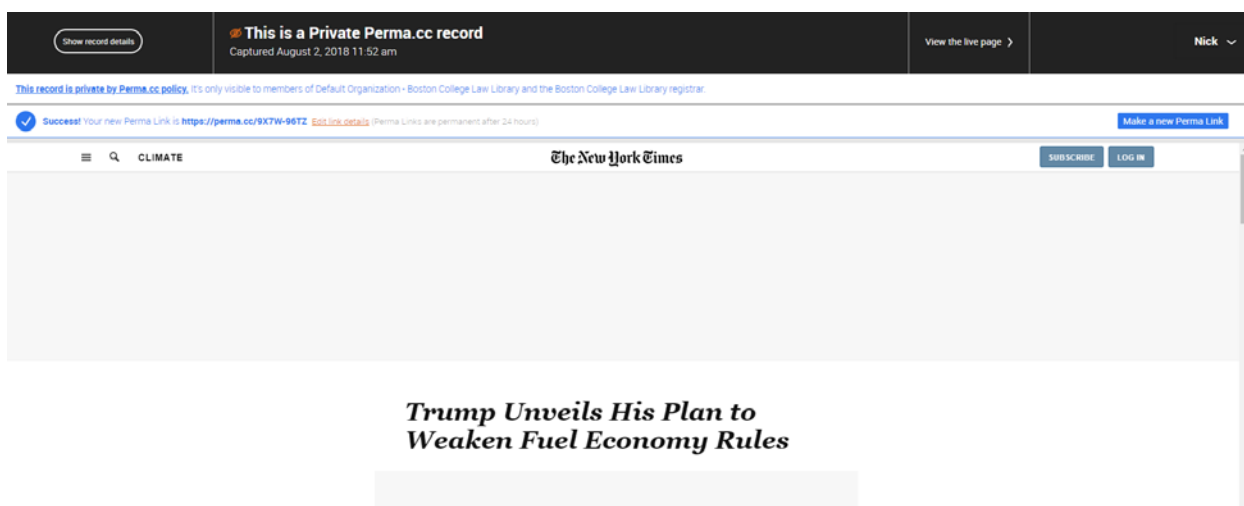 Show record details
This is a Private Perma.cc record
Captured August 2, 2018 11:52 am
View the live page
Nick
This record is private by Perma.cc policy. It's only visible to members of Default Organization - Boston College Law Library and the Boston College Law Library registrar.
Success! Your new Perma Link is https://perma.cc/9X7W-96TZ Edit link details (Perma Links are permanent after 24 hours)
Make a new Perma Link
CLIMATE
The New York Times
SUBSCRIBE
LOG IN
Trump Unveils His Plan to
Weaken Fuel Economy Rules